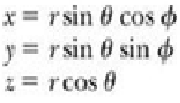 x = r sin θ cos ϕ
y = r sin θ sin ϕ
z = r cos θ